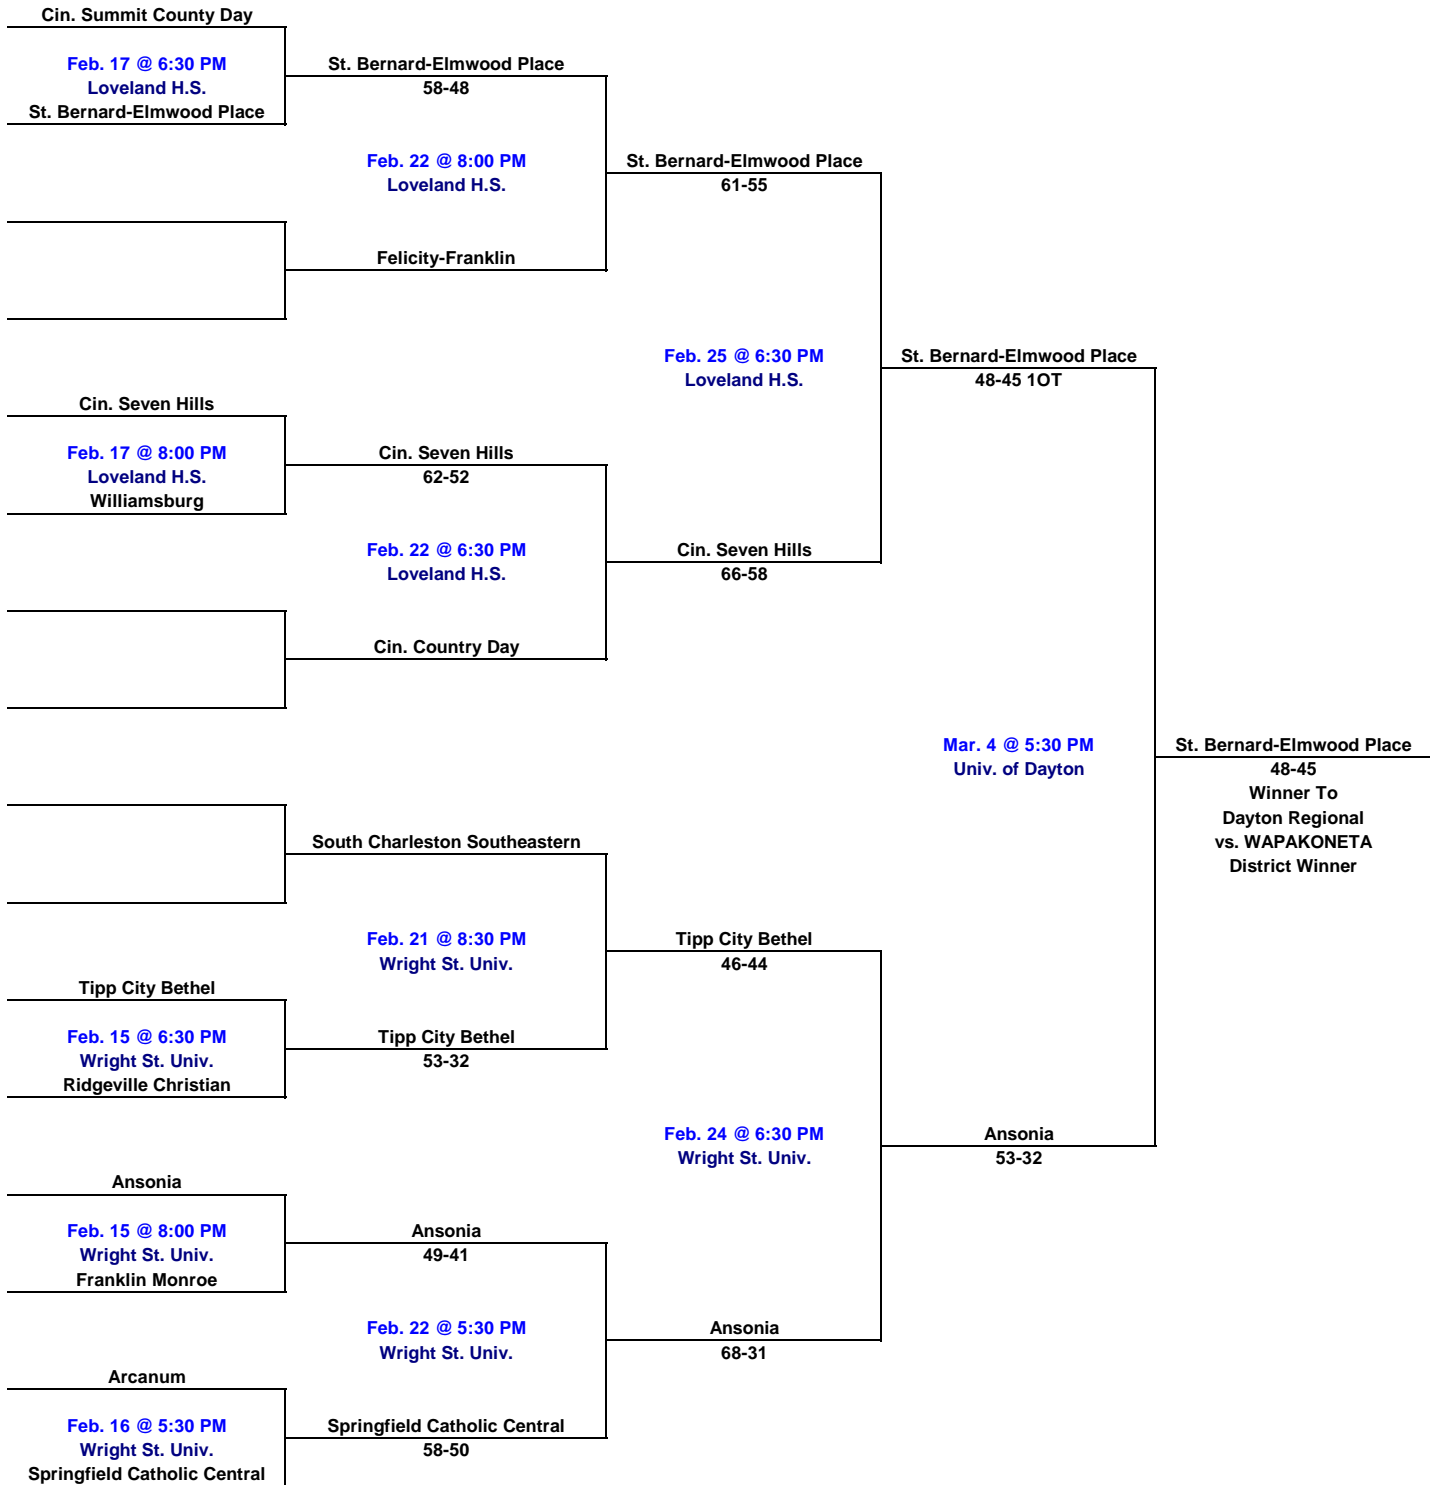 Cin. Summit County Day
Feb. 17 @ 6:30 PM
Loveland H.S.
St. Bernard-Elmwood Place
St. Bernard-Elmwood Place
58-48
Feb. 22 @ 8:00 PM
Loveland H.S.
St. Bernard-Elmwood Place
61-55
Felicity-Franklin
Feb. 25 @ 6:30 PM
Loveland H.S.
St. Bernard-Elmwood Place
48-45 1OT
Cin. Seven Hills
Feb. 17 @ 8:00 PM
Loveland H.S.
Williamsburg
Cin. Seven Hills
62-52
Feb. 22 @ 6:30 PM
Loveland H.S.
Cin. Seven Hills
66-58
Cin. Country Day
Mar. 4 @ 5:30 PM
Univ. of Dayton
St. Bernard-Elmwood Place
48-45
Winner To
Dayton Regional
vs. WAPAKONETA
District Winner
South Charleston Southeastern
Feb. 21 @ 8:30 PM
Wright St. Univ.
Tipp City Bethel
46-44
Tipp City Bethel
Feb. 15 @ 6:30 PM
Wright St. Univ.
Ridgeville Christian
Tipp City Bethel
53-32
Feb. 24 @ 6:30 PM
Wright St. Univ.
Ansonia
53-32
Ansonia
Feb. 15 @ 8:00 PM
Wright St. Univ.
Franklin Monroe
Ansonia
49-41
Feb. 22 @ 5:30 PM
Wright St. Univ.
Ansonia
68-31
Arcanum
Feb. 16 @ 5:30 PM
Wright St. Univ.
Springfield Catholic Central
Springfield Catholic Central
58-50